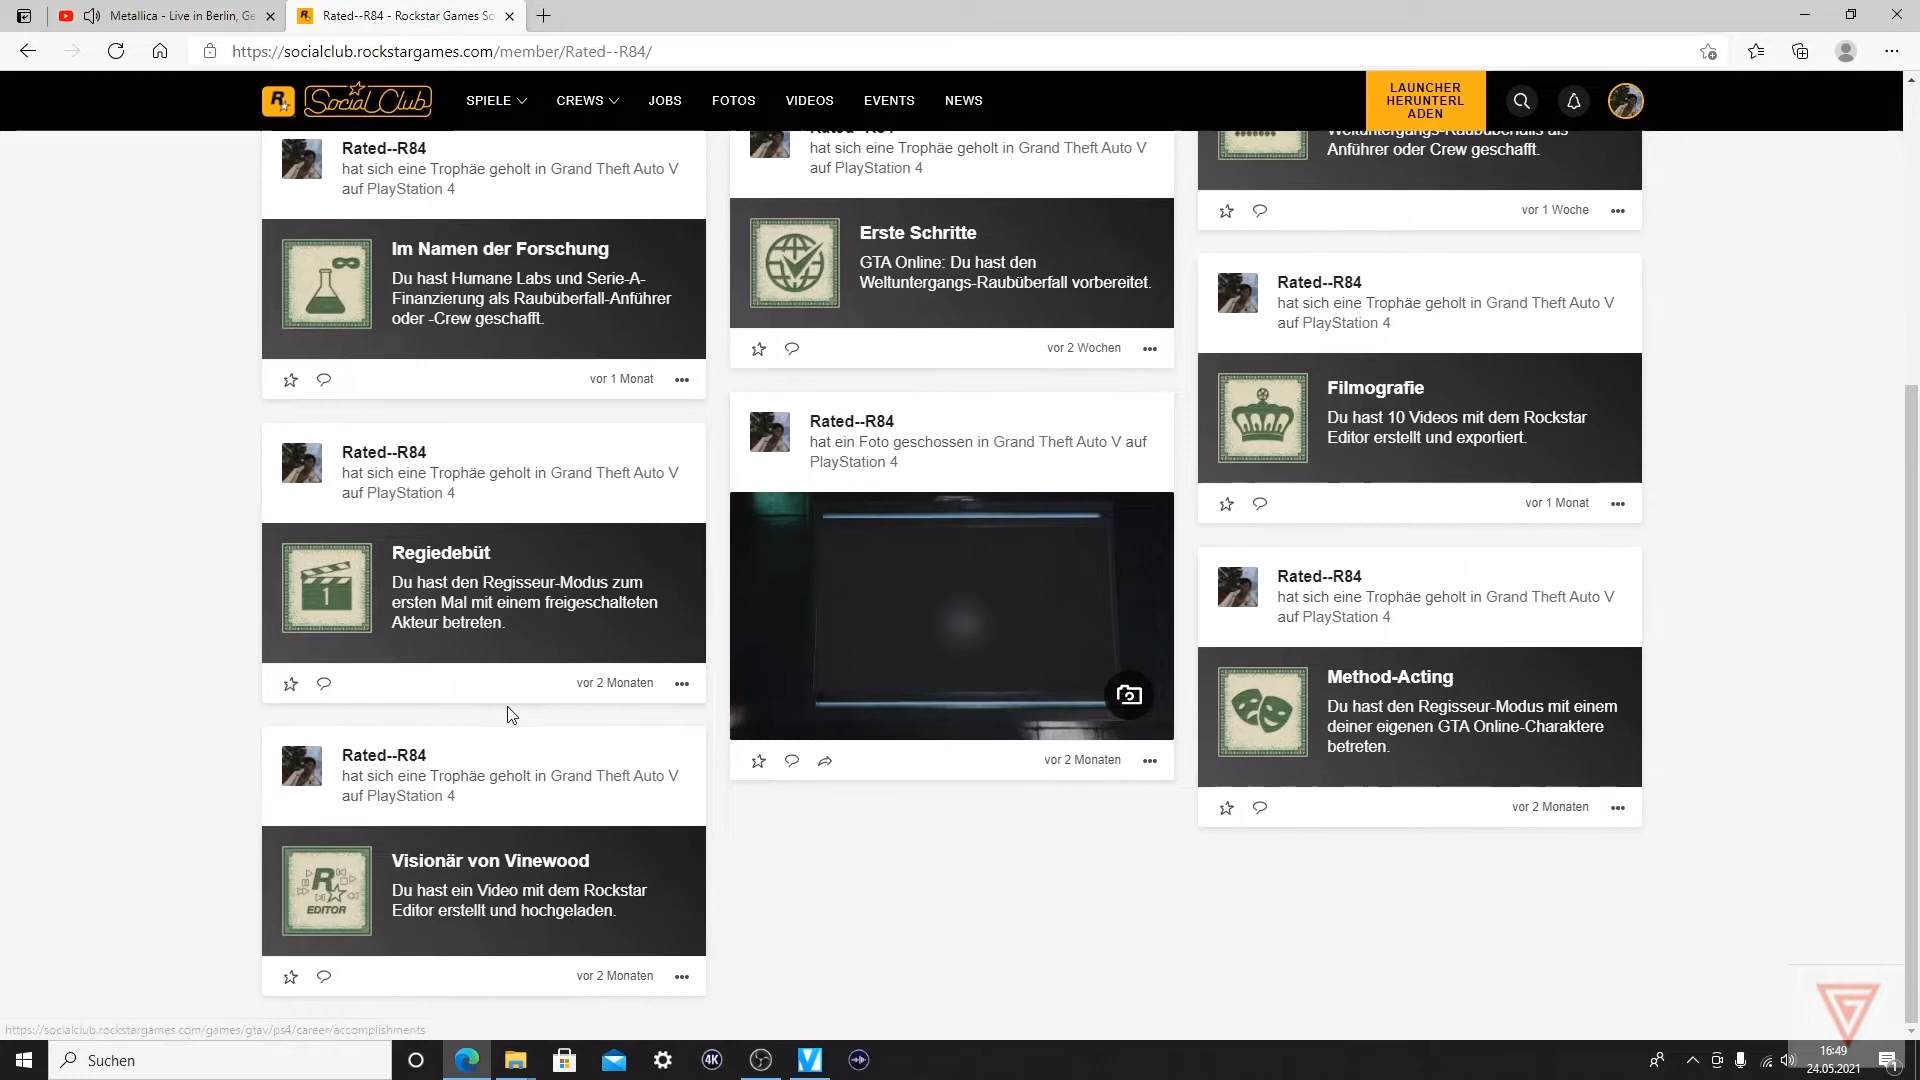 Metallica - Live in Berlin, Ge
Rated--R84 - Rockstar Games So
https://socialclub.rockstargames.com/member/Rated--R84/
R
Social Club
SPIELE
CREWS
JOBS
FOTOS
VIDEOS
EVENTS
NEWS
LAUNCHER
HERUNTERL
ADEN
Rated--R84
hat sich eine Trophäe geholt in Grand Theft Auto V
auf PlayStation 4
Im Namen der Forschung
Du hast Humane Labs und Serie-A-
Finanzierung als Raubüberfall-Anführer
oder -Crew geschafft.
vor 1 Monat
Rated--R84
hat sich eine Trophäe geholt in Grand Theft Auto V
auf PlayStation 4
1
Regiedebüt
Du hast den Regisseur-Modus zum
ersten Mal mit einem freigeschalteten
Akteur betreten.
vor 2 Monaten
Rated--R84
hat sich eine Trophäe geholt in Grand Theft Auto V
auf PlayStation 4
R
EDITOR
Visionär von Vinewood
Du hast ein Video mit dem Rockstar
Editor erstellt und hochgeladen.
vor 2 Monaten
Rated--R84
hat sich eine Trophäe geholt in Grand Theft Auto V
auf PlayStation 4
Erste Schritte
GTA Online: Du hast den
Weltuntergangs-Raubüberfall vorbereitet.
vor 2 Wochen
Rated--R84
hat ein Foto geschossen in Grand Theft Auto V auf
PlayStation 4
vor 2 Monaten
Weltuntergangs-Raubüberfalls als
Anführer oder Crew geschafft.
vor 1 Woche
Rated--R84
hat sich eine Trophäe geholt in Grand Theft Auto V
auf PlayStation 4
Filmografie
Du hast 10 Videos mit dem Rockstar
Editor erstellt und exportiert.
vor 1 Monat
Rated--R84
hat sich eine Trophäe geholt in Grand Theft Auto V
auf PlayStation 4
Method-Acting
Du hast den Regisseur-Modus mit einem
deiner eigenen GTA Online-Charaktere
betreten.
vor 2 Monaten
https://socialclub.rockstargames.com/games/gtav/ps4/career/accomplishments
Suchen
4K
16:49
24.05.2021
1